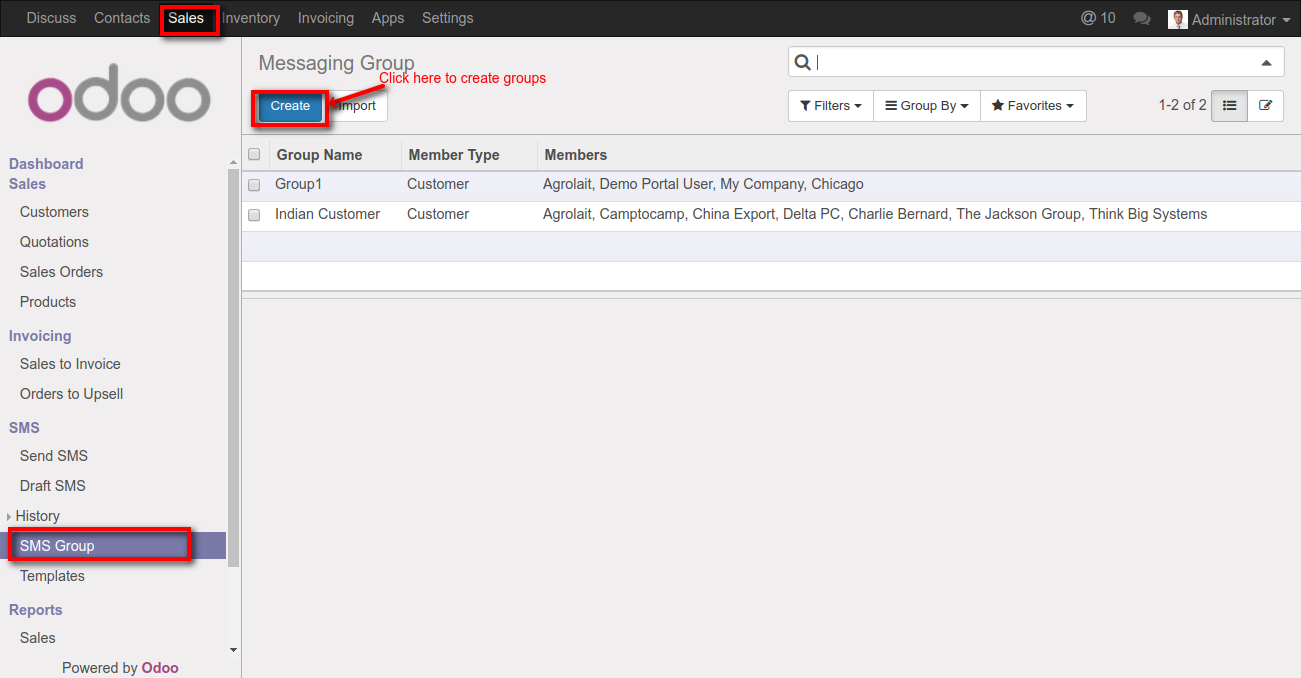 Discuss Contacts Sales Inventory Invoicing Apps Settings @ 10 Administrator
odoo
Messaging Group
Click here to create groups
Create Import
Filters Group By Favorites 1-2 of 2
Group Name Member Type Members
Group1 Customer Agrolait, Demo Portal User, My Company, Chicago
Indian Customer Customer Agrolait, Camptocamp, China Export, Delta PC, Charlie Bernard, The Jackson Group, Think Big Systems
Dashboard
Sales
Customers
Quotations
Sales Orders
Products
Invoicing
Sales to Invoice
Orders to Upsell
SMS
Send SMS
Draft SMS
History
SMS Group
Templates
Reports
Sales
Powered by Odoo